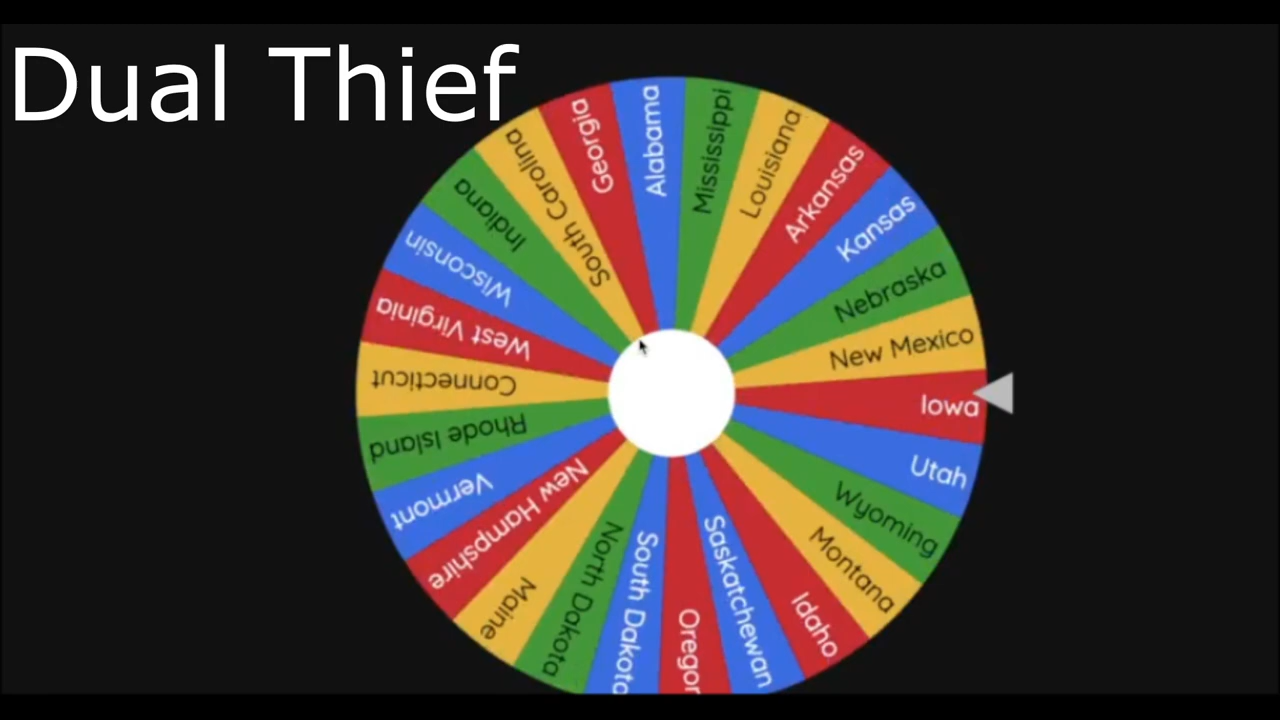 Dual Thief
Alabama
Mississippi
Louisiana
Arkansas
Kansas
Nebraska
New Mexico
Iowa
Utah
Wyoming
Montana
Idaho
Saskatchewan
Oregon
South Dakota
North Dakota
Maine
New Hampshire
Vermont
Rhode Island
Connecticut
West Virginia
Wisconsin
Indiana
South Carolina
Georgia